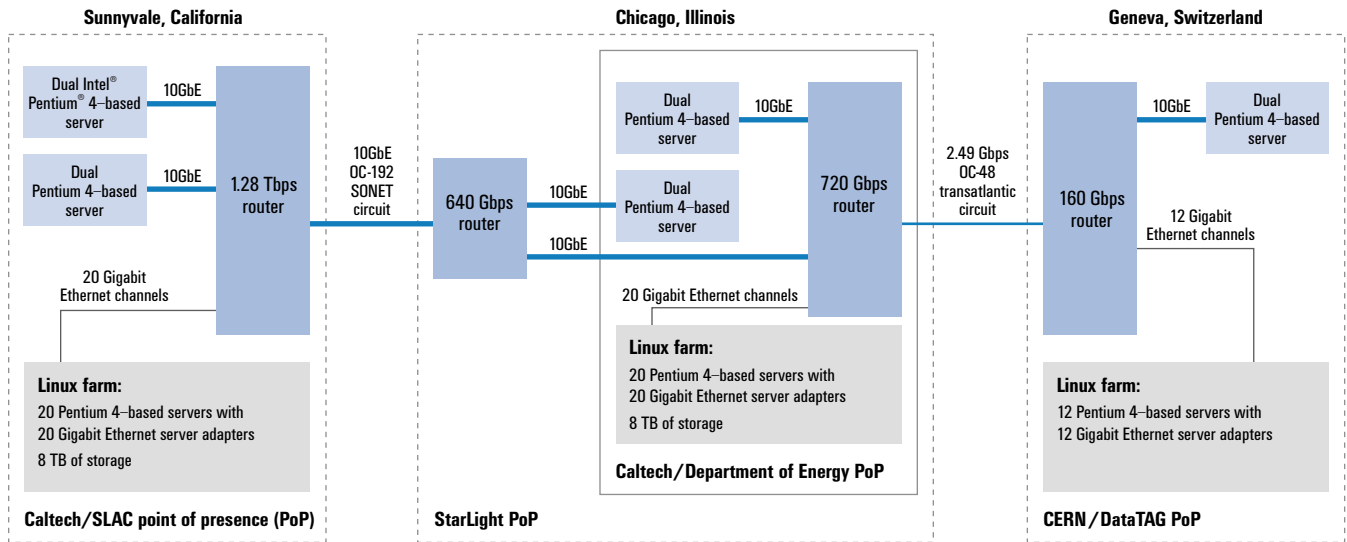 Sunnyvale, California
Dual Intel®
Pentium® 4–based
server
10GbE
Dual
Pentium 4–based
server
10GbE
1.28 Tbps
router
20 Gigabit
Ethernet channels
Linux farm:
20 Pentium 4–based servers with
20 Gigabit Ethernet server adapters
8 TB of storage
Caltech/SLAC point of presence (PoP)
10GbE
OC-192
SONET
circuit
Chicago, Illinois
640 Gbps
router
10GbE
10GbE
Dual
Pentium 4–based
server
10GbE
Dual
Pentium 4–based
server
720 Gbps
router
20 Gigabit Ethernet channels
Linux farm:
20 Pentium 4–based servers with
20 Gigabit Ethernet server adapters
8 TB of storage
Caltech/Department of Energy PoP
StarLight PoP
2.49 Gbps
OC-48
transatlantic
circuit
Geneva, Switzerland
160 Gbps
router
10GbE
Dual
Pentium 4–based
server
12 Gigabit
Ethernet channels
Linux farm:
12 Pentium 4–based servers with
12 Gigabit Ethernet server adapters
CERN/DataTAG PoP